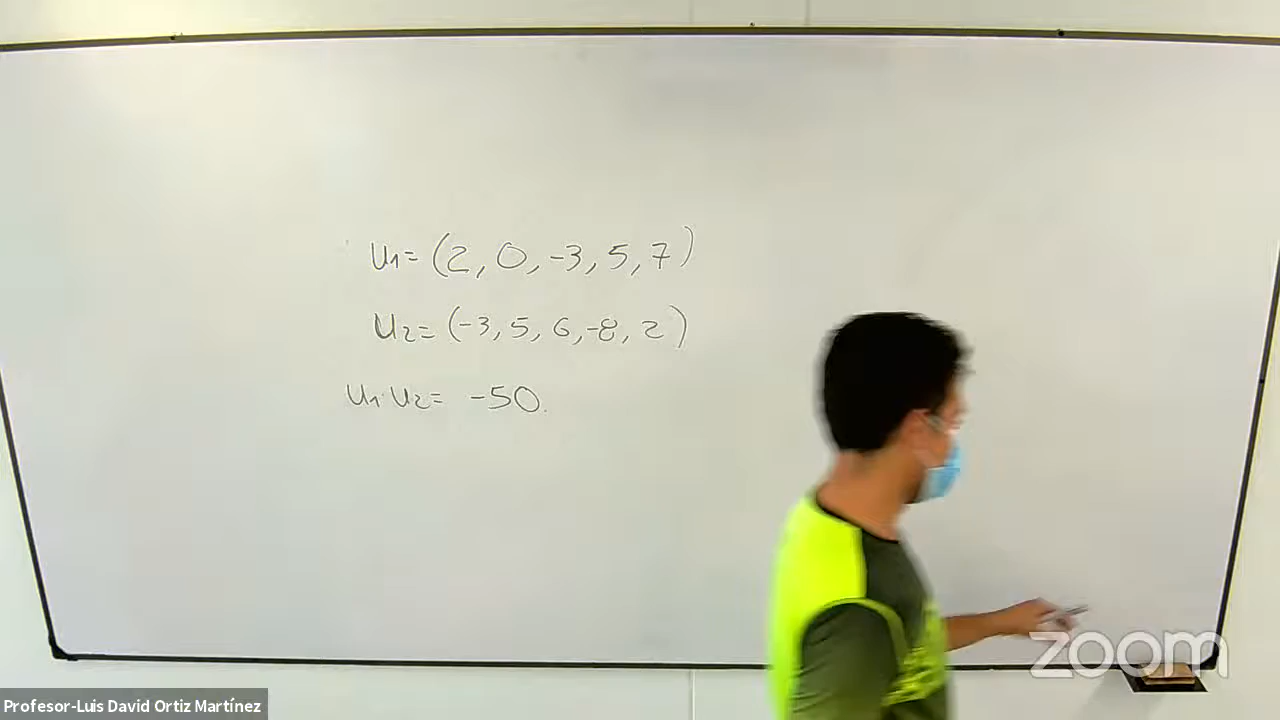 u1= (2, 0, -3, 5, 7)
u2= (-3, 5, 6, -8, 2)
u1·u2= -50.
zoom
Profesor-Luis David Ortiz Martínez